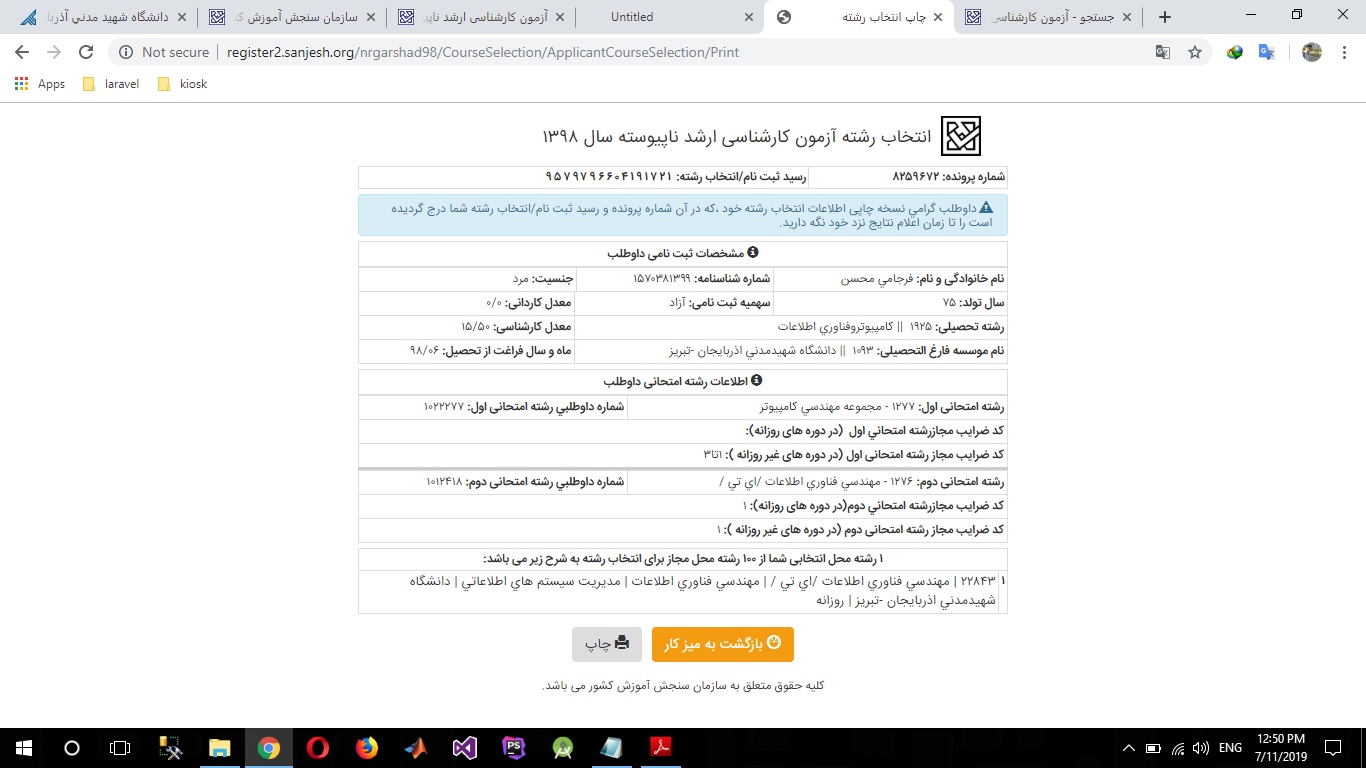 دانشگاه شهيد مدني آذربا
سازمان سنجش آموزش ک
آزمون کارشناسی ارشد ناپی
Untitled
چاپ انتخاب رشته
جستجو - آزمون کارشناسی
Not secure | register2.sanjesh.org/nrgarshad98/CourseSelection/ApplicantCourseSelection/Print
Apps laravel kiosk
انتخاب رشته آزمون کارشناسی ارشد ناپیوسته سال ۱۳۹۸
شماره پرونده: ۸۲۵۹۶۷۲ رسید ثبت نام/انتخاب رشته: ۹۵۷۹۷۹۶۶۰۴۱۹۱۷۲۱
داوطلب گرامي نسخه چاپی اطلاعات انتخاب رشته خود ،که در آن شماره پرونده و رسید ثبت نام/انتخاب رشته شما درج گردیده
است را تا زمان اعلام نتایج نزد خود نگه دارید.
مشخصات ثبت نامی داوطلب
نام خانوادگی و نام: فرجامي محسن شماره شناسنامه: ۱۵۷۰۳۸۱۳۹۹ جنسیت: مرد
سال تولد: ۷۵ سهمیه ثبت نامی: آزاد معدل کاردانی: ۰/۰
رشته تحصیلی: ۱۹۲۵ || کامپیوتروفناوري اطلاعات معدل کارشناسی: ۱۵/۵۰
نام موسسه فارغ التحصیلی: ۱۰۹۳ || دانشگاه شهيدمدني اذربايجان -تبريز ماه و سال فراغت از تحصیل: ۹۸/۰۶
اطلاعات رشته امتحانی داوطلب
رشته امتحانی اول: ۱۲۷۷ - مجموعه مهندسي کامپيوتر شماره داوطلبي رشته امتحانی اول: ۱۰۲۲۲۷۷
کد ضرایب مجازرشته امتحاني اول (در دوره های روزانه):
کد ضرایب مجاز رشته امتحانی اول (در دوره های غیر روزانه ): ۱تا۳
رشته امتحانی دوم: ۱۲۷۶ - مهندسي فناوري اطلاعات /اي تي / شماره داوطلبي رشته امتحانی دوم: ۱۰۱۲۴۱۸
کد ضرایب مجازرشته امتحاني دوم(در دوره های روزانه): ۱
کد ضرایب مجاز رشته امتحانی دوم (در دوره های غیر روزانه ): ۱
۱ رشته محل انتخابی شما از ۱۰۰ رشته محل مجاز برای انتخاب رشته به شرح زیر می باشد:
۱ ۲۲۸۴۳ | مهندسي فناوري اطلاعات /اي تي / | مهندسي فناوري اطلاعات | مديريت سيستم هاي اطلاعاتي | دانشگاه
شهيدمدني اذربايجان -تبريز | روزانه
بازگشت به میز کار
چاپ
کلیه حقوق متعلق به سازمان سنجش آموزش کشور می باشد.
ENG
12:50 PM
7/11/2019